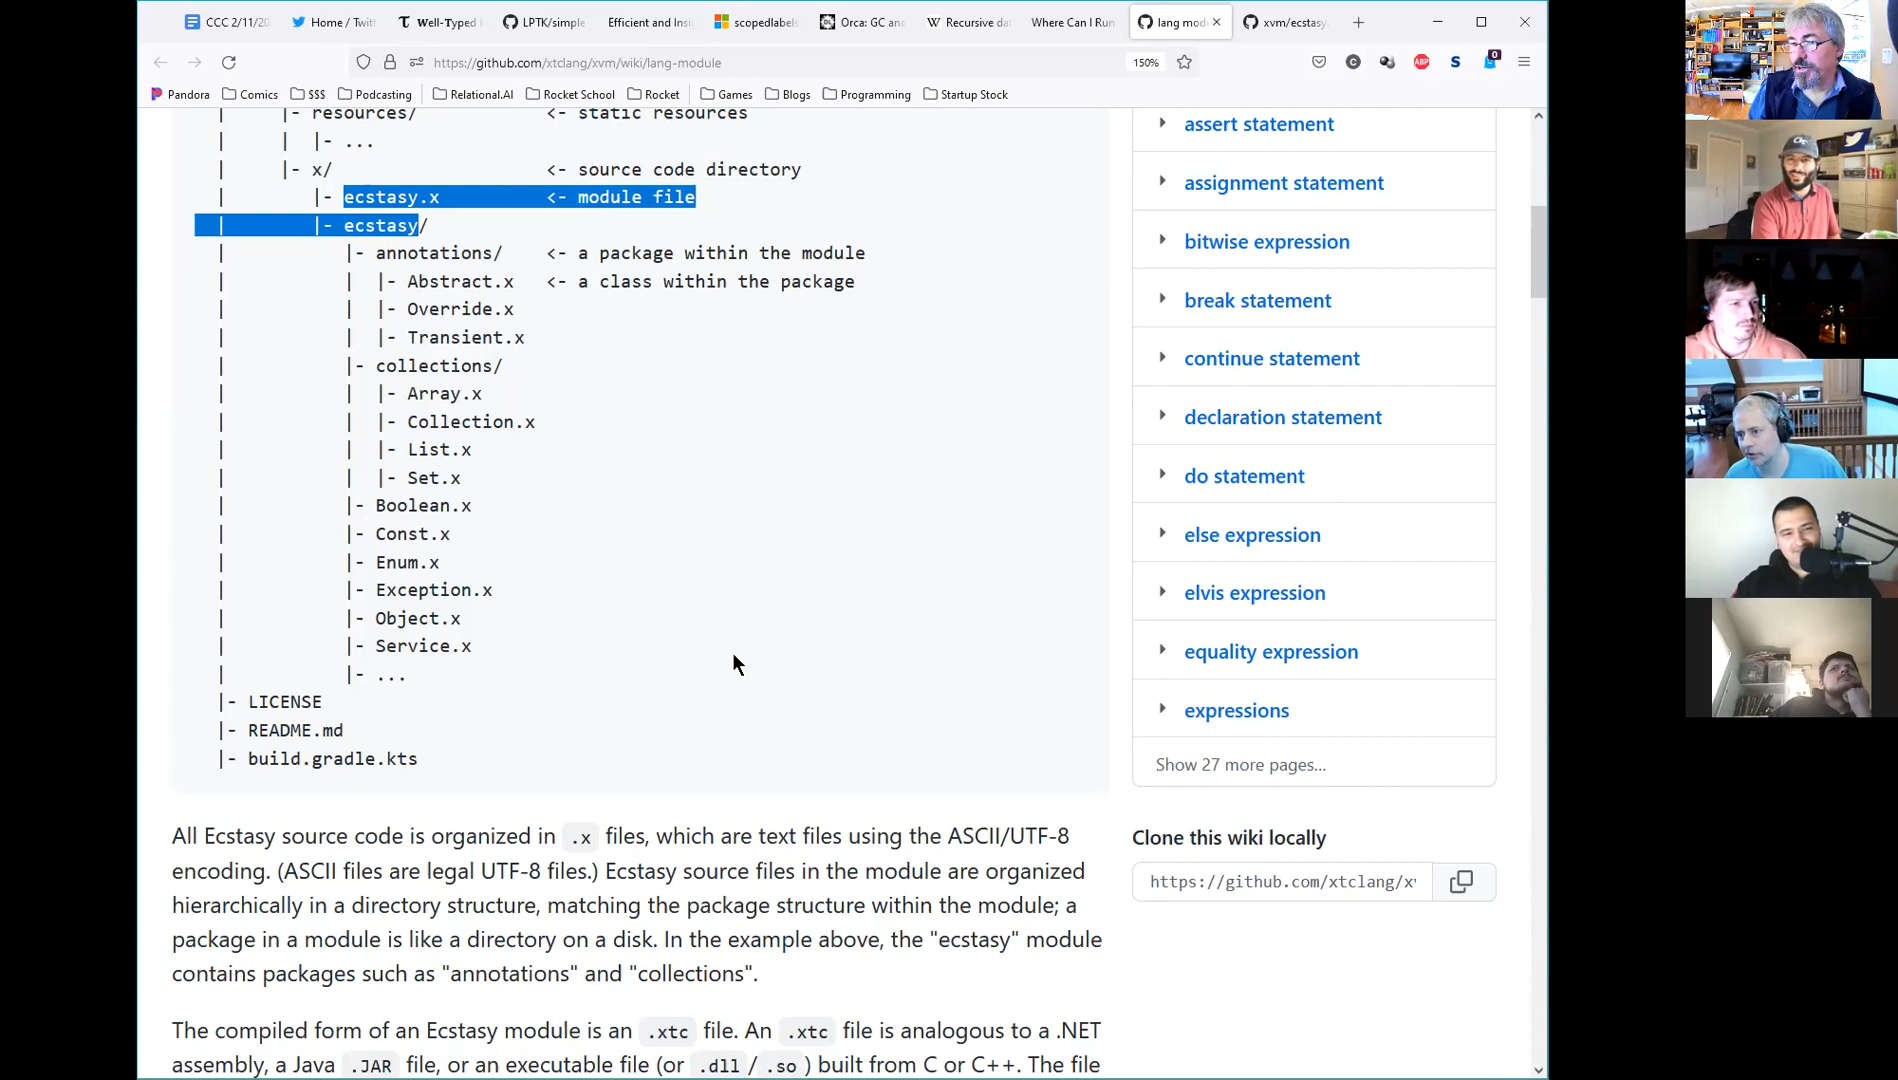 CCC 2/11/20
Home / Twitt
Well-Typed
LPTK/simple
Efficient and Insi
scopedlabels
Orca: GC and
Recursive da
Where Can I Run
lang mod
xvm/ecstasy
https://github.com/xtclang/xvm/wiki/lang-module
150%
Pandora
Comics
$$$
Podcasting
Relational.AI
Rocket School
Rocket
Games
Blogs
Programming
Startup Stock
| |- resources/ <- static resources
| | |- ...
| |- x/ <- source code directory
| |- ecstasy.x <- module file
| |- ecstasy/
| |- annotations/ <- a package within the module
| | |- Abstract.x <- a class within the package
| | |- Override.x
| | |- Transient.x
| |- collections/
| | |- Array.x
| | |- Collection.x
| | |- List.x
| | |- Set.x
| |- Boolean.x
| |- Const.x
| |- Enum.x
| |- Exception.x
| |- Object.x
| |- Service.x
| |- ...
|- LICENSE
|- README.md
|- build.gradle.kts
All Ecstasy source code is organized in .x files, which are text files using the ASCII/UTF-8
encoding. (ASCII files are legal UTF-8 files.) Ecstasy source files in the module are organized
hierarchically in a directory structure, matching the package structure within the module; a
package in a module is like a directory on a disk. In the example above, the "ecstasy" module
contains packages such as "annotations" and "collections".
The compiled form of an Ecstasy module is an .xtc file. An .xtc file is analogous to a .NET
assembly, a Java .JAR file, or an executable file (or .dll / .so ) built from C or C++. The file
assert statement
assignment statement
bitwise expression
break statement
continue statement
declaration statement
do statement
else expression
elvis expression
equality expression
expressions
Show 27 more pages...
Clone this wiki locally
https://github.com/xtclang/xv